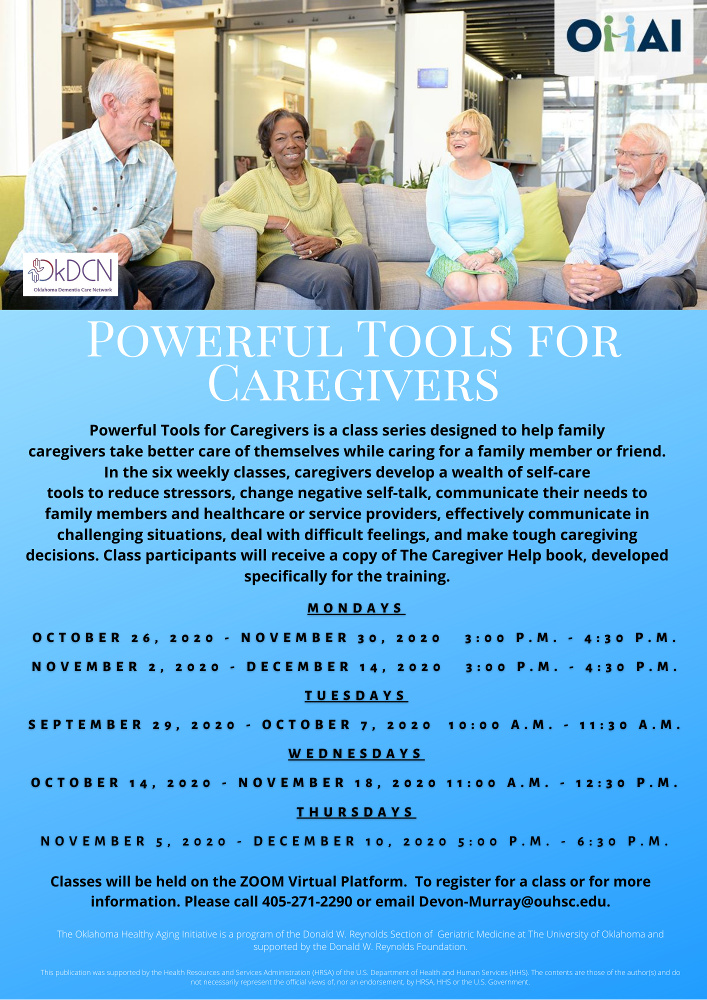 OHAI
RESTROOMS
OkDCN
Oklahoma Dementia Care Network
Powerful Tools for
Caregivers
Powerful Tools for Caregivers is a class series designed to help family
caregivers take better care of themselves while caring for a family member or friend.
In the six weekly classes, caregivers develop a wealth of self-care
tools to reduce stressors, change negative self-talk, communicate their needs to
family members and healthcare or service providers, effectively communicate in
challenging situations, deal with difficult feelings, and make tough caregiving
decisions. Class participants will receive a copy of The Caregiver Help book, developed
specifically for the training.
MONDAYS
OCTOBER 26, 2020 - NOVEMBER 30, 2020 3:00 P.M. - 4:30 P.M.
NOVEMBER 2, 2020 - DECEMBER 14, 2020 3:00 P.M. - 4:30 P.M.
TUESDAYS
SEPTEMBER 29, 2020 - OCTOBER 7, 2020 10:00 A.M. - 11:30 A.M.
WEDNESDAYS
OCTOBER 14, 2020 - NOVEMBER 18, 2020 11:00 A.M. - 12:30 P.M.
THURSDAYS
NOVEMBER 5, 2020 - DECEMBER 10, 2020 5:00 P.M. - 6:30 P.M.
Classes will be held on the ZOOM Virtual Platform. To register for a class or for more
information. Please call 405-271-2290 or email Devon-Murray@ouhsc.edu.
The Oklahoma Healthy Aging Initiative is a program of the Donald W. Reynolds Section of Geriatric Medicine at The University of Oklahoma and
supported by the Donald W. Reynolds Foundation.
This publication was supported by the Health Resources and Services Administration (HRSA) of the U.S. Department of Health and Human Services (HHS). The contents are those of the author(s) and do
not necessarily represent the official views of, nor an endorsement, by HRSA, HHS or the U.S. Government.